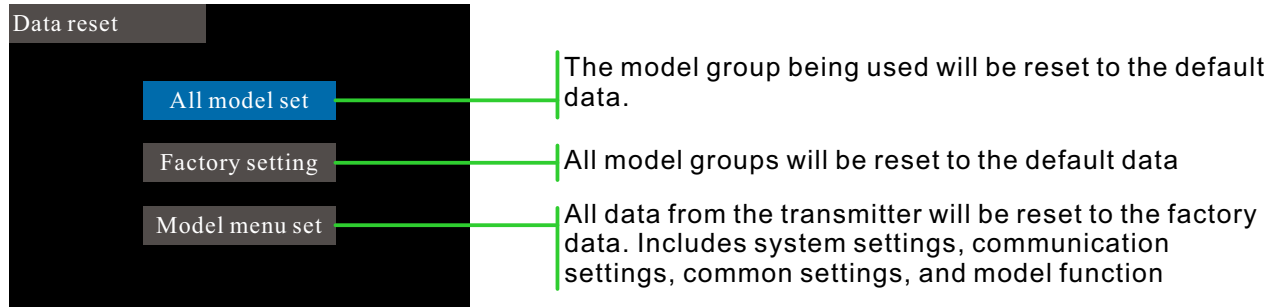 Data reset
All model set
The model group being used will be reset to the default
data.
Factory setting
All model groups will be reset to the default data
Model menu set
All data from the transmitter will be reset to the factory
data. Includes system settings, communication
settings, common settings, and model function